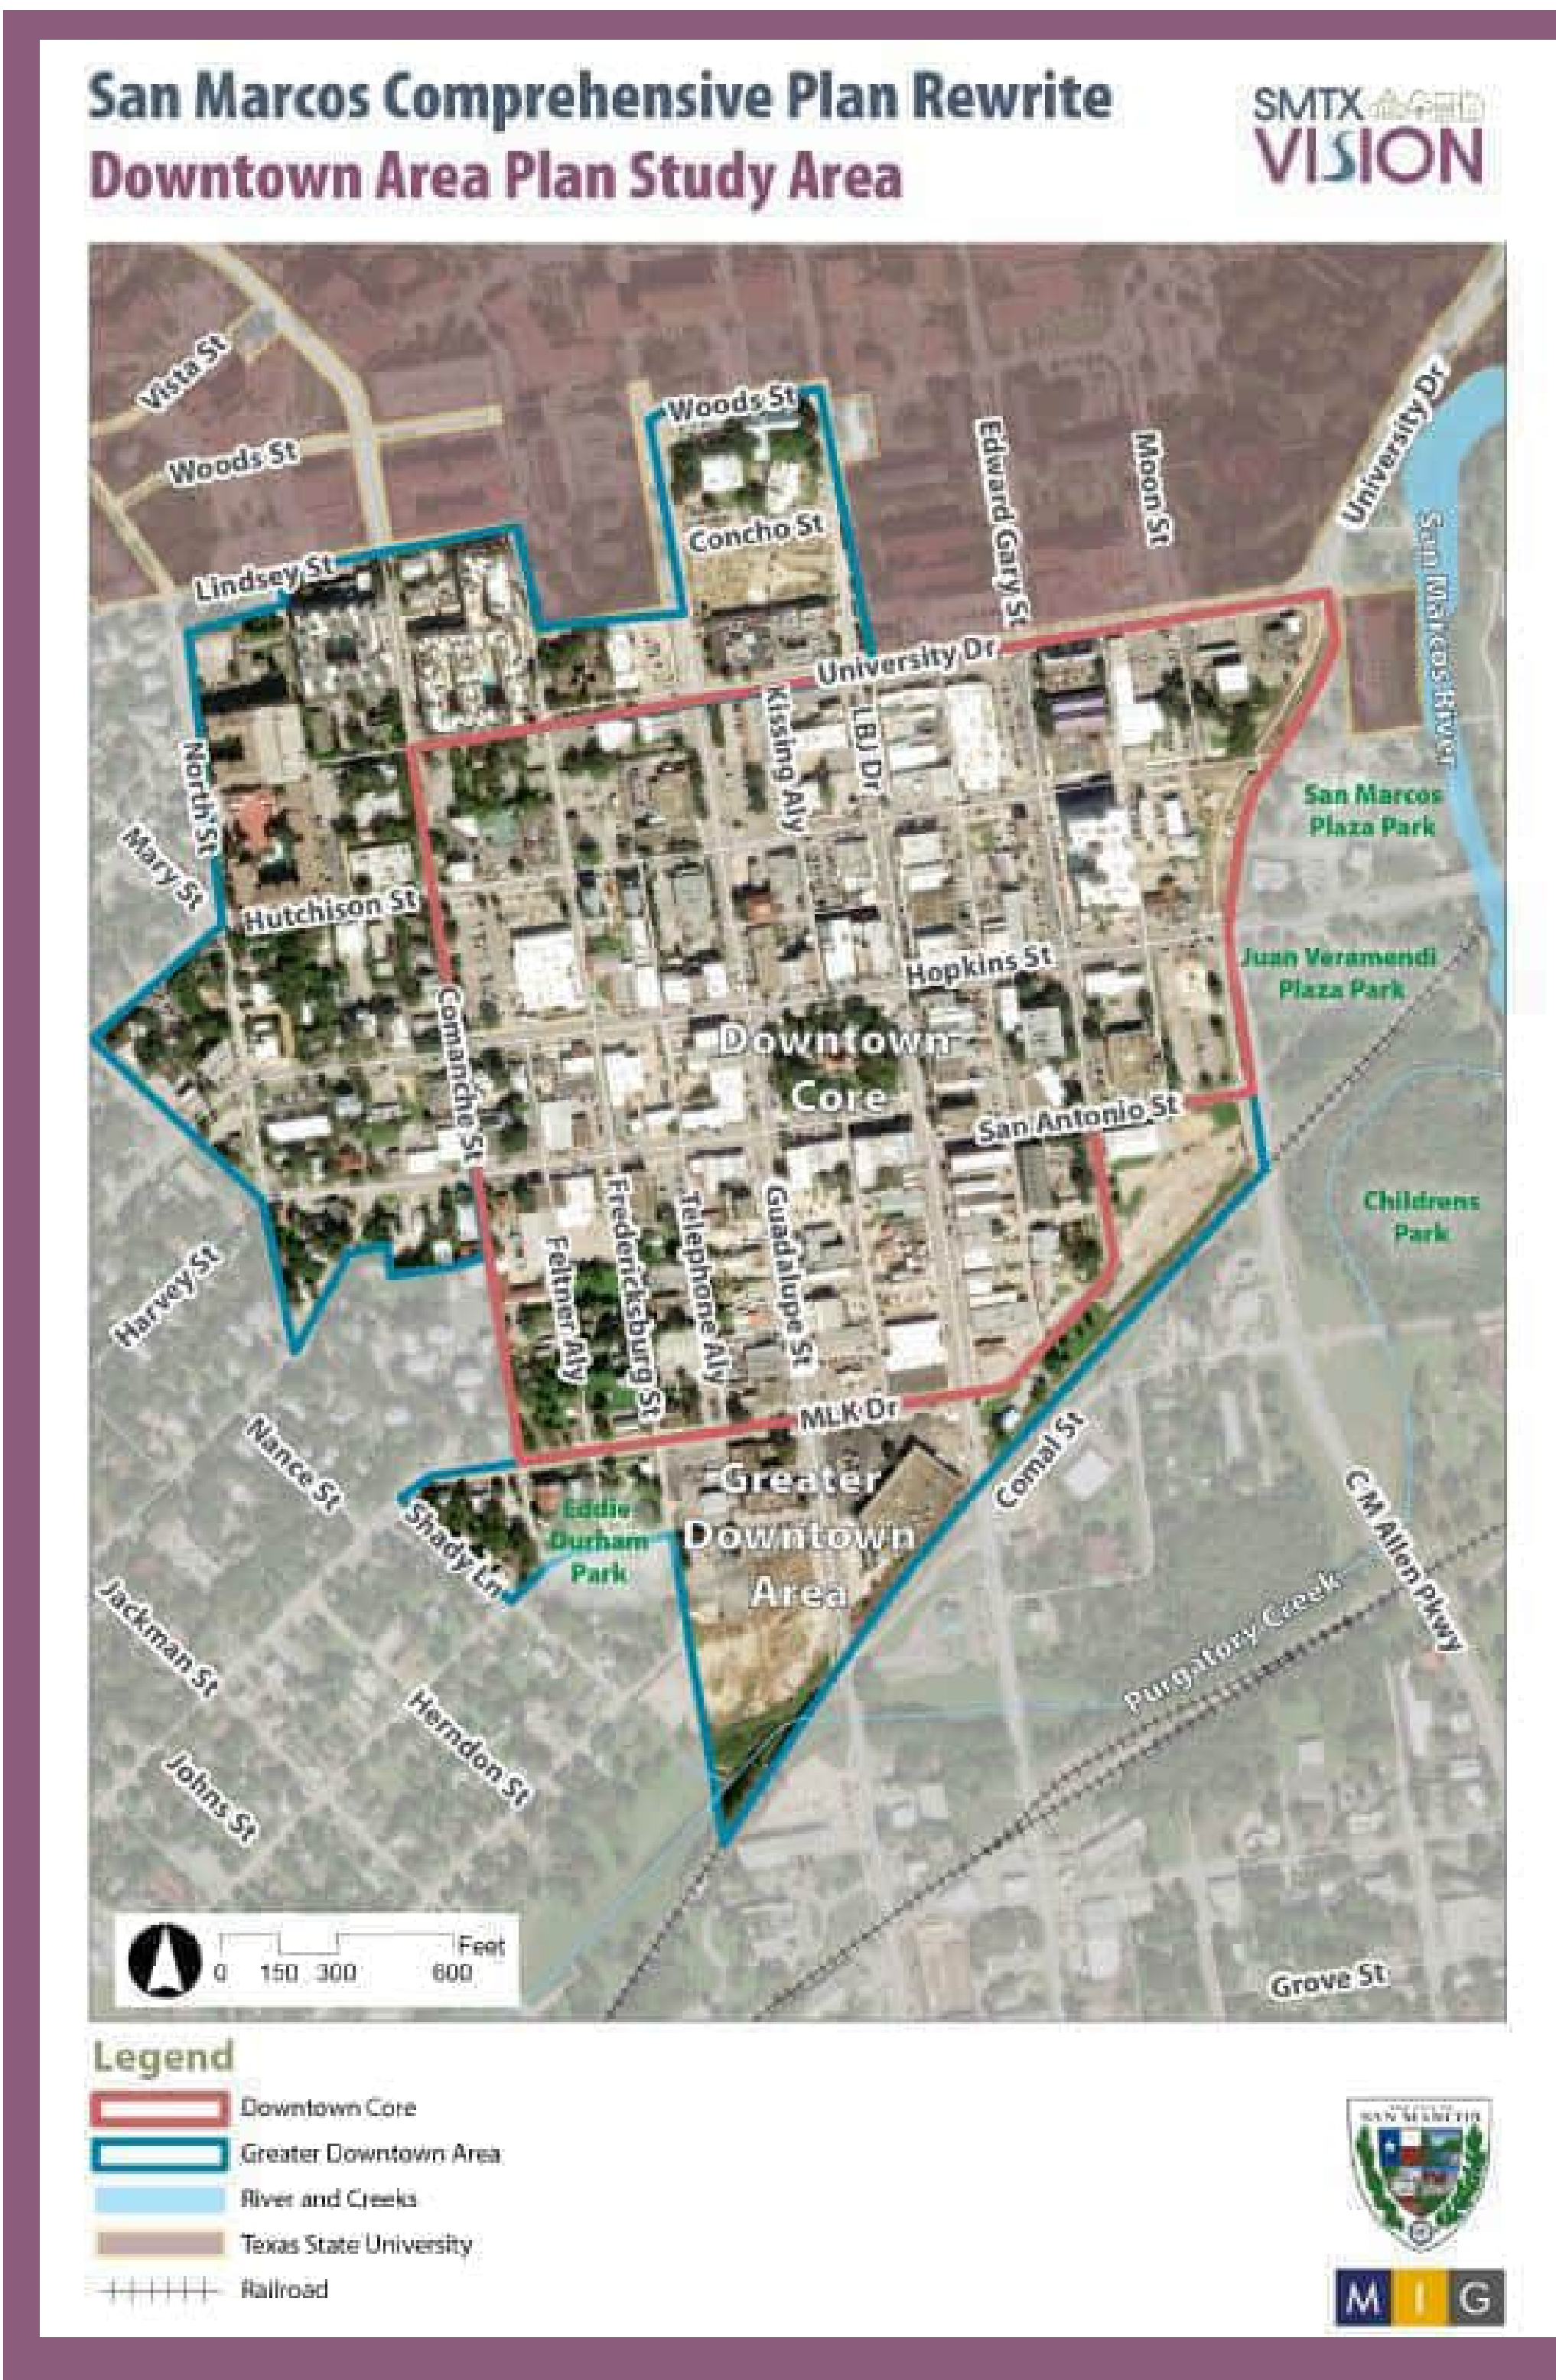 San Marcos Comprehensive Plan Rewrite
Downtown Area Plan Study Area
SMTX
VISION
Vista St
Woods St
Woods St
Concho St
Lindsey St
Edward Gary St
Moon St
University Dr
San Marcos River
University Dr
Kissing Aly
LBJ Dr
North St
Mary St
Hutchison St
San Marcos
Plaza Park
Hopkins St
Juan Veramendi
Plaza Park
Comanche St
Downtown
Core
San Antonio St
Childrens
Park
Harvey St
Feltner Aly
Fredericksburg St
Telephone Aly
Guadalupe St
MLK Dr
Nance St
Shady Ln
Eddie
Durham
Park
Greater
Downtown
Area
Comal St
C M Allen Pkwy
Jackman St
Herndon St
Johns St
Purgatory Creek
Grove St
Feet
0 150 300 600
Legend
Downtown Core
Greater Downtown Area
River and Creeks
Texas State University
Railroad
SAN MARCOS
M I G